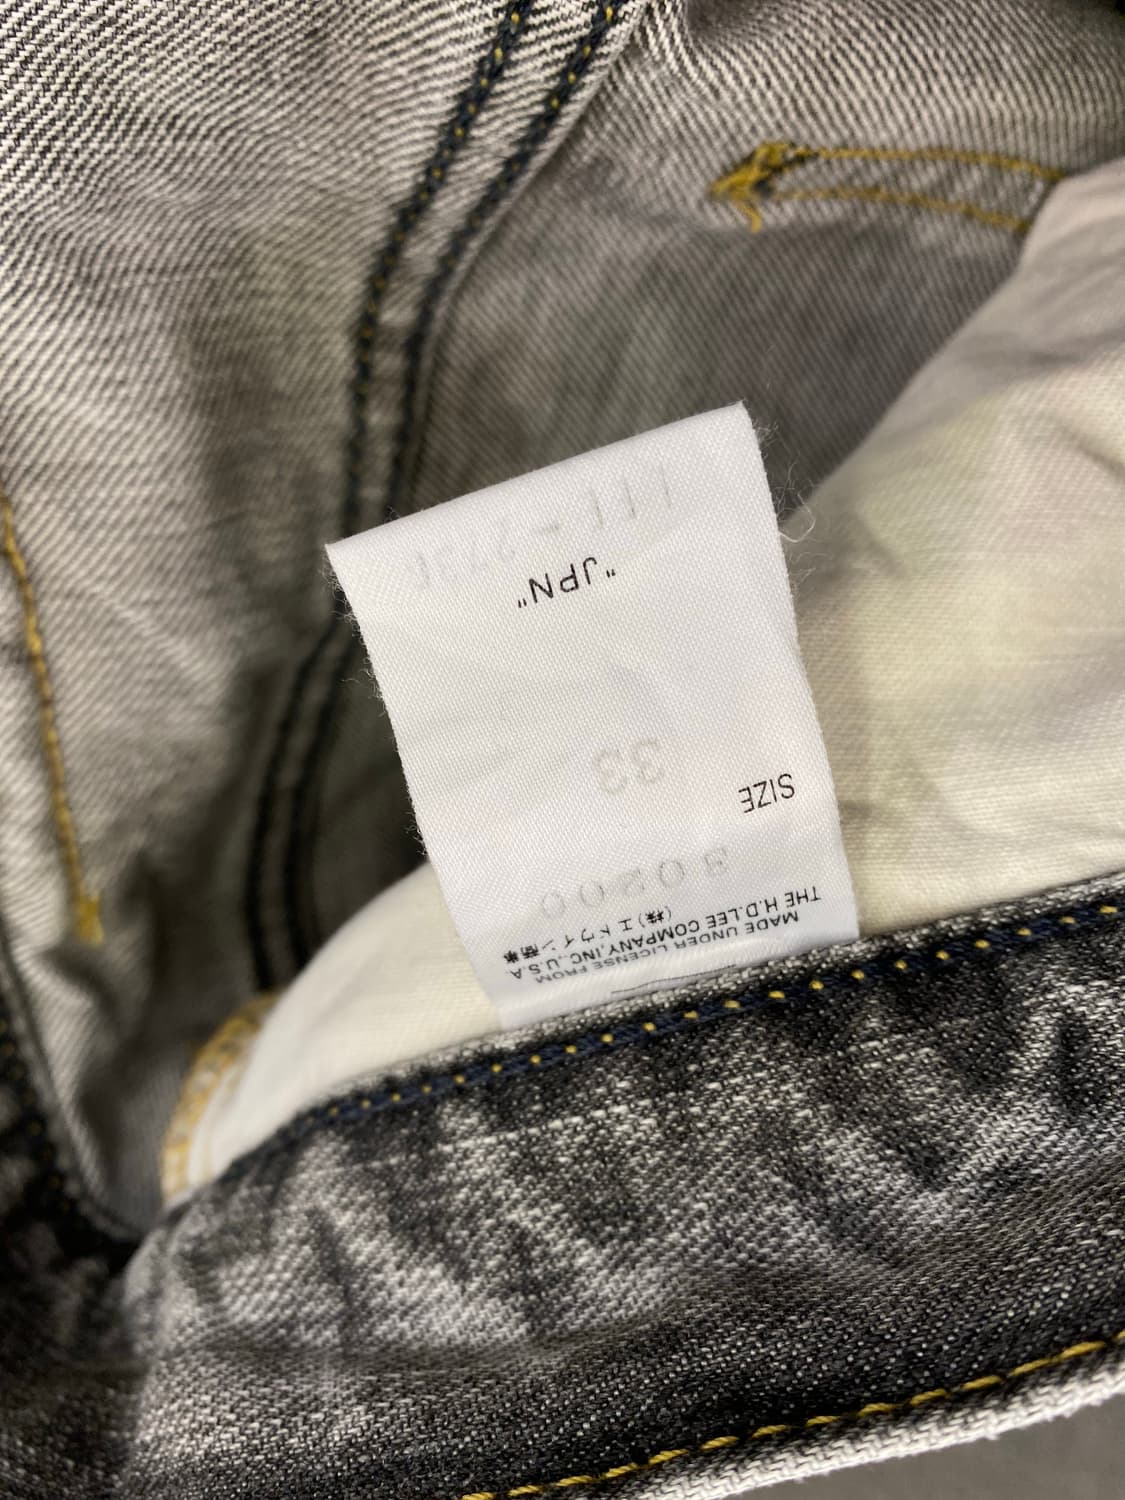 MADE UNDER LICENSE FROM
THE H.D.LEE COMPANY,INC.,U.S.A
(株)エドウイン商事
80200
SIZE
33
"JPN"